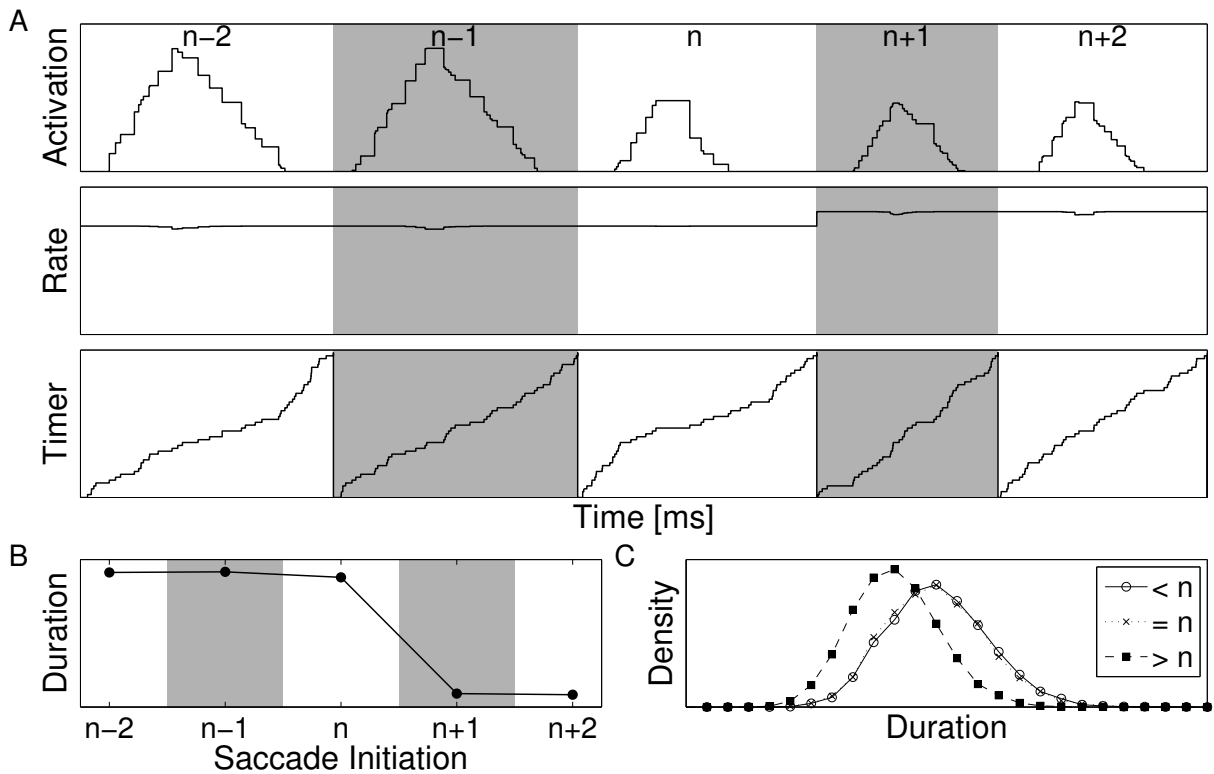 A
n−2 n−1 n n+1 n+2
Activation
Rate
Timer
Time [ms]
B
Duration
n−2 n−1 n n+1 n+2
Saccade Initiation
C
Density
< n
= n
> n
Duration